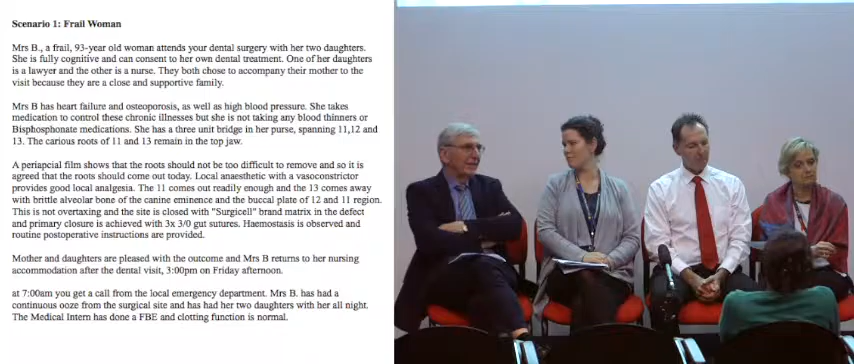 Scenario 1: Frail Woman
Mrs B., a frail, 93-year old woman attends your dental surgery with her two daughters.
She is fully cognitive and can consent to her own dental treatment. One of her daughters
is a lawyer and the other is a nurse. They both chose to accompany their mother to the
visit because they are a close and supportive family.
Mrs B has heart failure and osteoporosis, as well as high blood pressure. She takes
medication to control these chronic illnesses but she is not taking any blood thinners or
Bisphosphonate medications. She has a three unit bridge in her purse, spanning 11,12 and
13. The carious roots of 11 and 13 remain in the top jaw.
A periapcial film shows that the roots should not be too difficult to remove and so it is
agreed that the roots should come out today. Local anaesthetic with a vasoconstrictor
provides good local analgesia. The 11 comes out readily enough and the 13 comes away
with brittle alveolar bone of the canine eminence and the buccal plate of 12 and 11 region.
This is not overtaxing and the site is closed with "Surgicell" brand matrix in the defect
and primary closure is achieved with 3x 3/0 gut sutures. Haemostasis is observed and
routine postoperative instructions are provided.
Mother and daughters are pleased with the outcome and Mrs B returns to her nursing
accommodation after the dental visit, 3:00pm on Friday afternoon.
at 7:00am you get a call from the local emergency department. Mrs B. has had a
continuous ooze from the surgical site and has had her two daughters with her all night.
The Medical Intern has done a FBE and clotting function is normal.